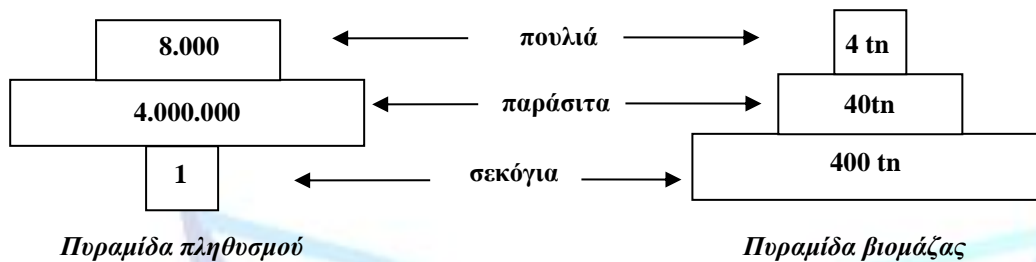 8.000 πουλιά 4 tn
4.000.000 παράσιτα 40tn
1 σεκόγια 400 tn
Πυραμίδα πληθυσμού Πυραμίδα βιομάζας